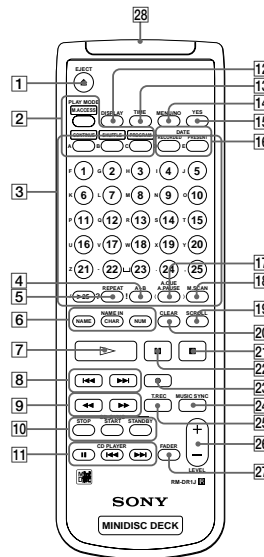 28
EJECT
1
12
PLAY MODE
13
2
M.ACCESS
DISPLAY
TIME
MENU/NO
YES
14
15
DATE
CONTINUE
SHUFFLE
PROGRAM
RECORDED
PRESENT
16
A
B
C
D
E
3
F 1 G 2 H 3 I 4 J 5
K 6 L 7 M 8 N 9 O 10
P 11 Q 12 R 13 S 14 T 15
U 16 V 17 W 18 X 19 Y 20
Z 21 - 22 23 . 24 , 25
17
4
REPEAT
A-B
A.CUE
A.PAUSE
M.SCAN
18
5
>25
?
!
19
6
NAME
NAME IN
CHAR
NUM
CLEAR
SCROLL
20
7
21
22
8
23
9
T.REC
MUSIC SYNC
24
10
STOP
START
STANDBY
25
+
11
CD PLAYER
FADER
26
–
LEVEL
27
RM-DR1J R
SONY
MINIDISC DECK